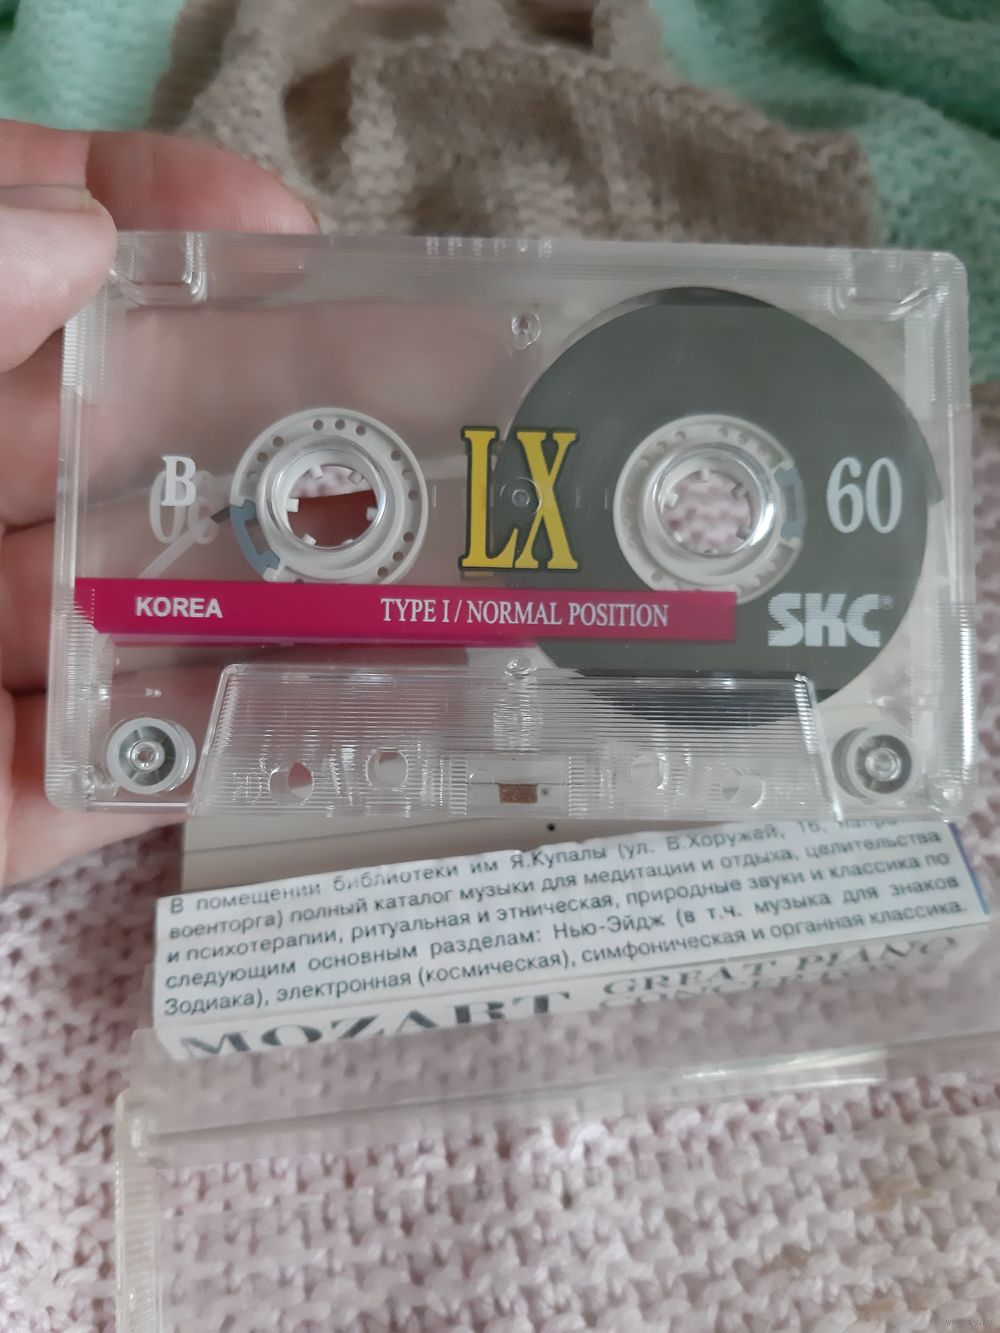 B
LX
60
KOREA
TYPE I / NORMAL POSITION
SKC®
В помещении библиотеки им Я.Купалы (ул. В.Хоружей, 16,
военторга) полный каталог музыки для медитации и отдыха, целительства
и психотерапии, ритуальная и этническая, природные звуки и классика по
следующим основным разделам: Нью-Эйдж (в т.ч. музыка для знаков
Зодиака), электронная (космическая), симфоническая и органная классика.
MOZART GREAT PIANO